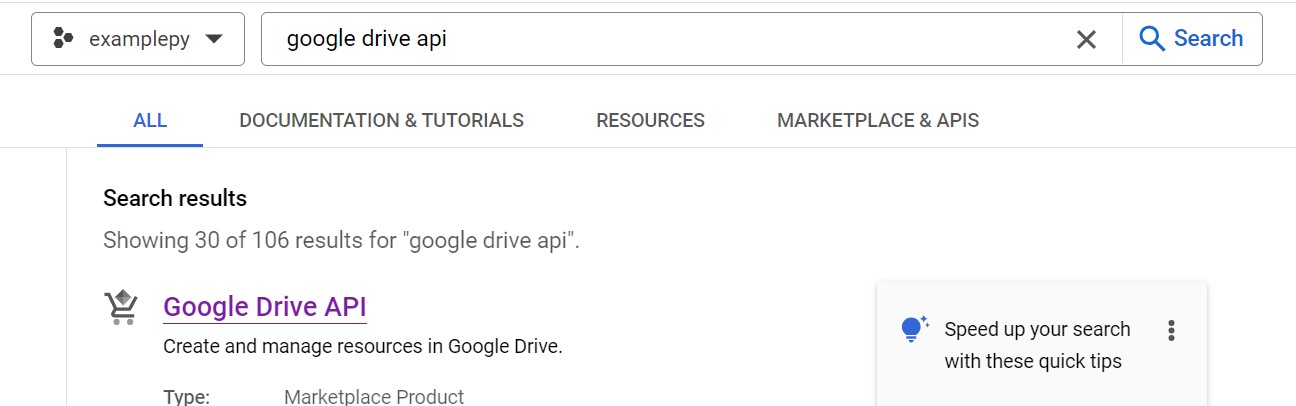 examplepy google drive api Search
ALL DOCUMENTATION & TUTORIALS RESOURCES MARKETPLACE & APIS
Search results
Showing 30 of 106 results for "google drive api".
Google Drive API
Create and manage resources in Google Drive.
Type: Marketplace Product
Speed up your search
with these quick tips